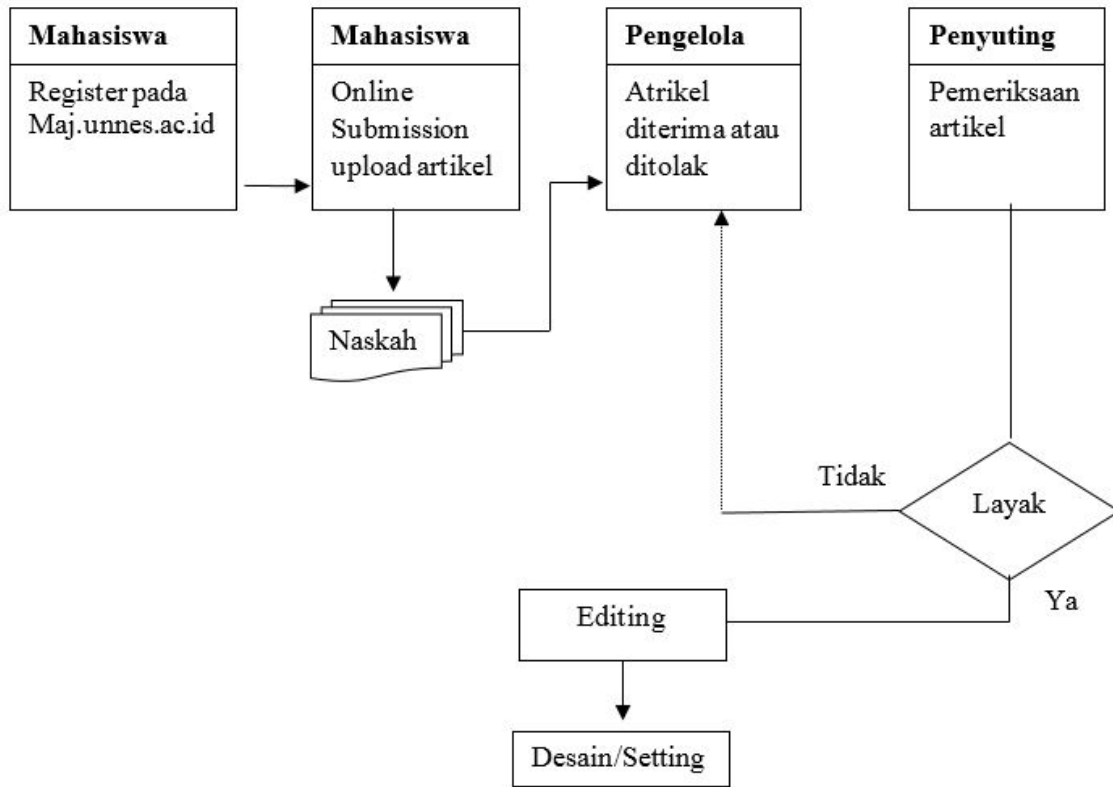 Mahasiswa
Register pada
Maj.unnes.ac.id
Mahasiswa
Online
Submission
upload artikel
Pengelola
Atrikel
diterima atau
ditolak
Penyuting
Pemeriksaan
artikel
Naskah
Tidak
Layak
Ya
Editing
Desain/Setting